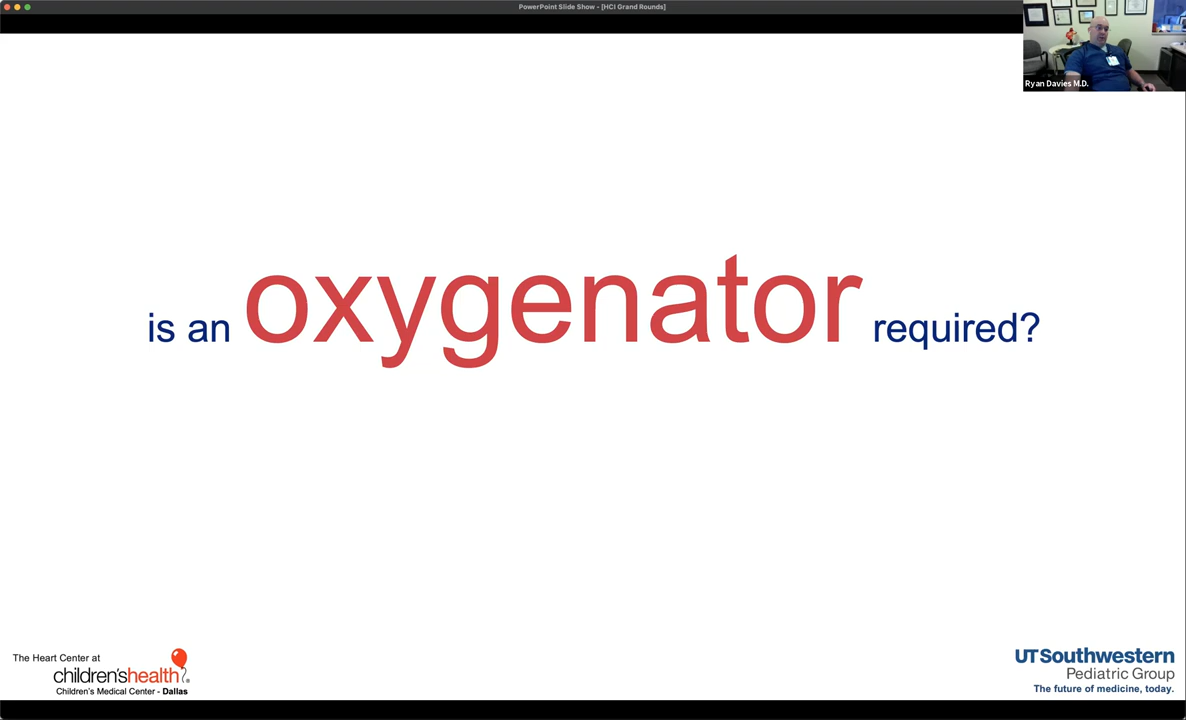 PowerPoint Slide Show - [HCI Grand Rounds]
Ryan Davies M.D.
is an oxygenator required?
The Heart Center at
children'shealth
Children's Medical Center - Dallas
UTSouthwestern
Pediatric Group
The future of medicine, today.